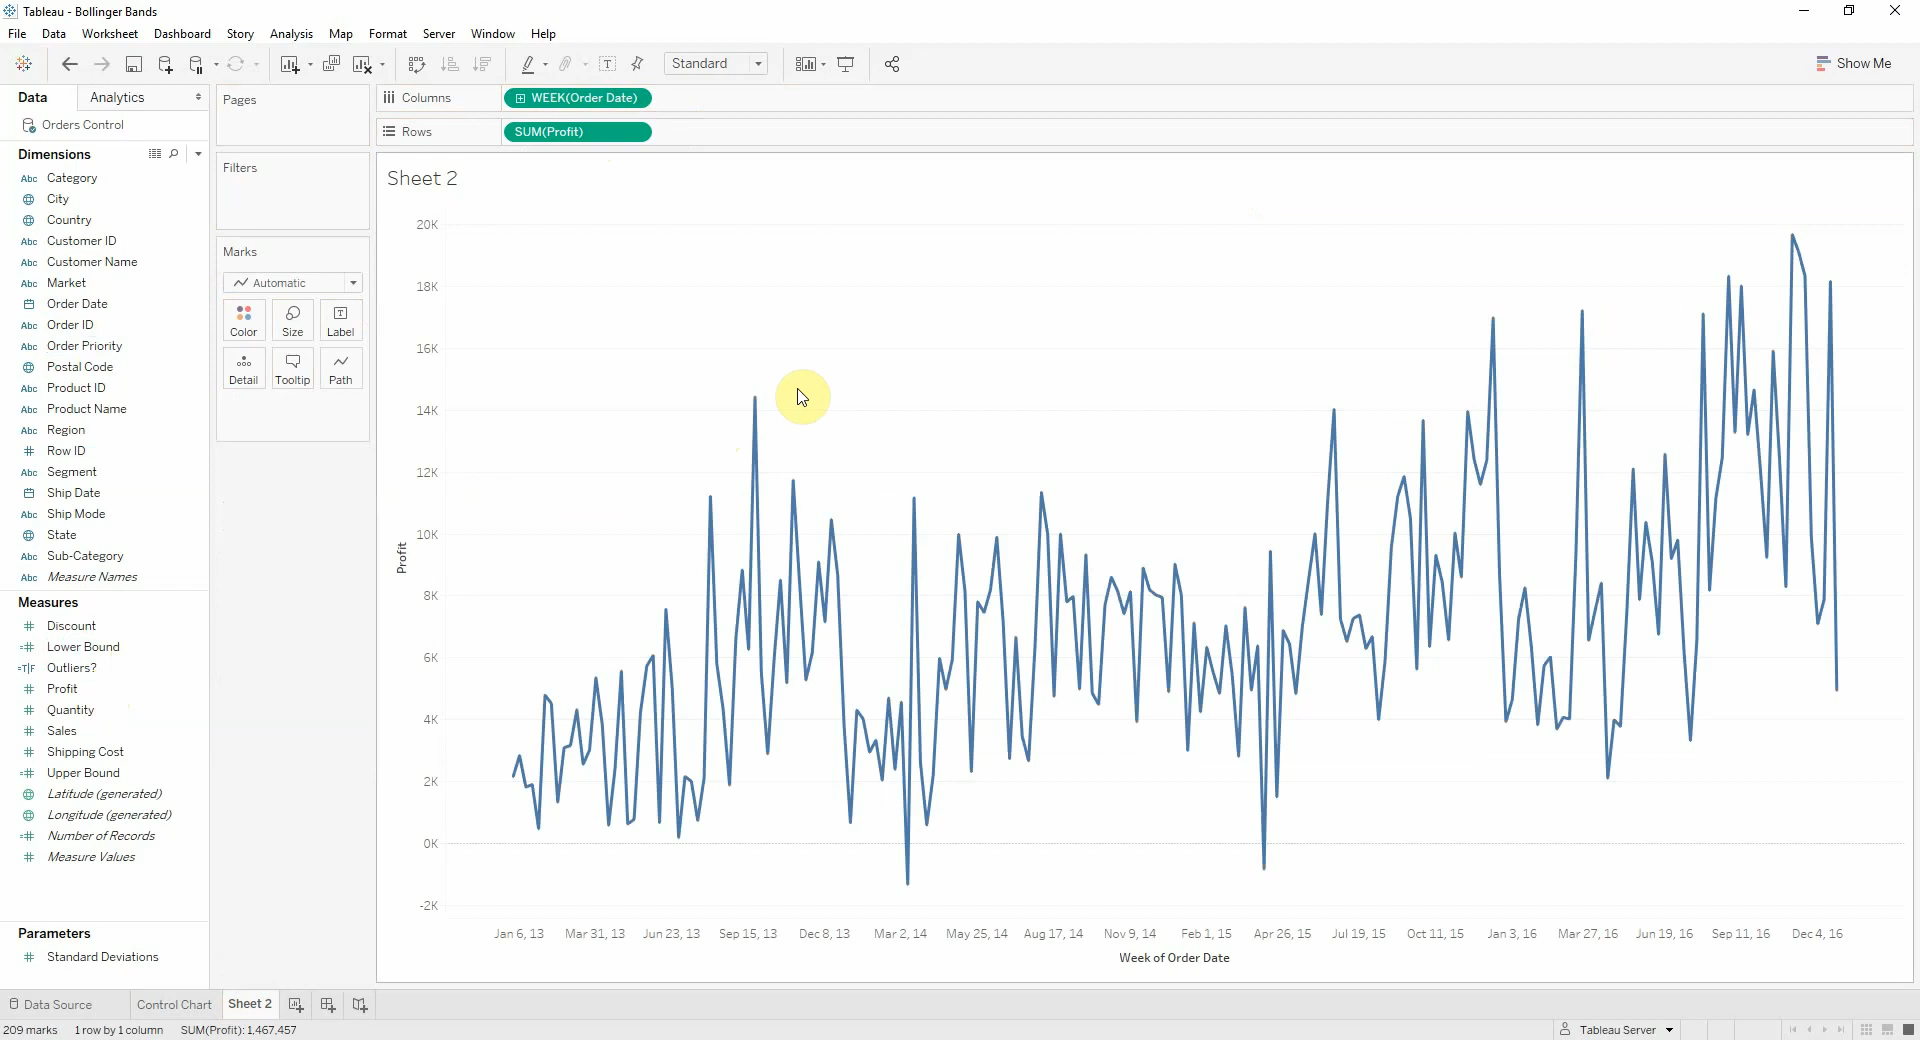 Tableau - Bollinger Bands
File Data Worksheet Dashboard Story Analysis Map Format Server Window Help
Standard
Show Me
Data
Analytics
Orders Control
Dimensions
Abc Category
City
Country
Abc Customer ID
Abc Customer Name
Abc Market
Order Date
Abc Order ID
Abc Order Priority
Postal Code
Abc Product ID
Abc Product Name
Abc Region
# Row ID
Abc Segment
Ship Date
Abc Ship Mode
State
Abc Sub-Category
Abc Measure Names
Measures
# Discount
=# Lower Bound
=T|F Outliers?
# Profit
# Quantity
# Sales
# Shipping Cost
=# Upper Bound
Latitude (generated)
Longitude (generated)
=# Number of Records
# Measure Values
Parameters
# Standard Deviations
Pages
Filters
Marks
Automatic
Color Size Label
Detail Tooltip Path
Columns
WEEK(Order Date)
Rows
SUM(Profit)
Sheet 2
20K
18K
16K
14K
12K
10K
8K
6K
4K
2K
0K
-2K
Profit
Jan 6, 13 Mar 31, 13 Jun 23, 13 Sep 15, 13 Dec 8, 13 Mar 2, 14 May 25, 14 Aug 17, 14 Nov 9, 14 Feb 1, 15 Apr 26, 15 Jul 19, 15 Oct 11, 15 Jan 3, 16 Mar 27, 16 Jun 19, 16 Sep 11, 16 Dec 4, 16
Week of Order Date
Data Source
Control Chart
Sheet 2
209 marks 1 row by 1 column SUM(Profit): 1,467,457
Tableau Server